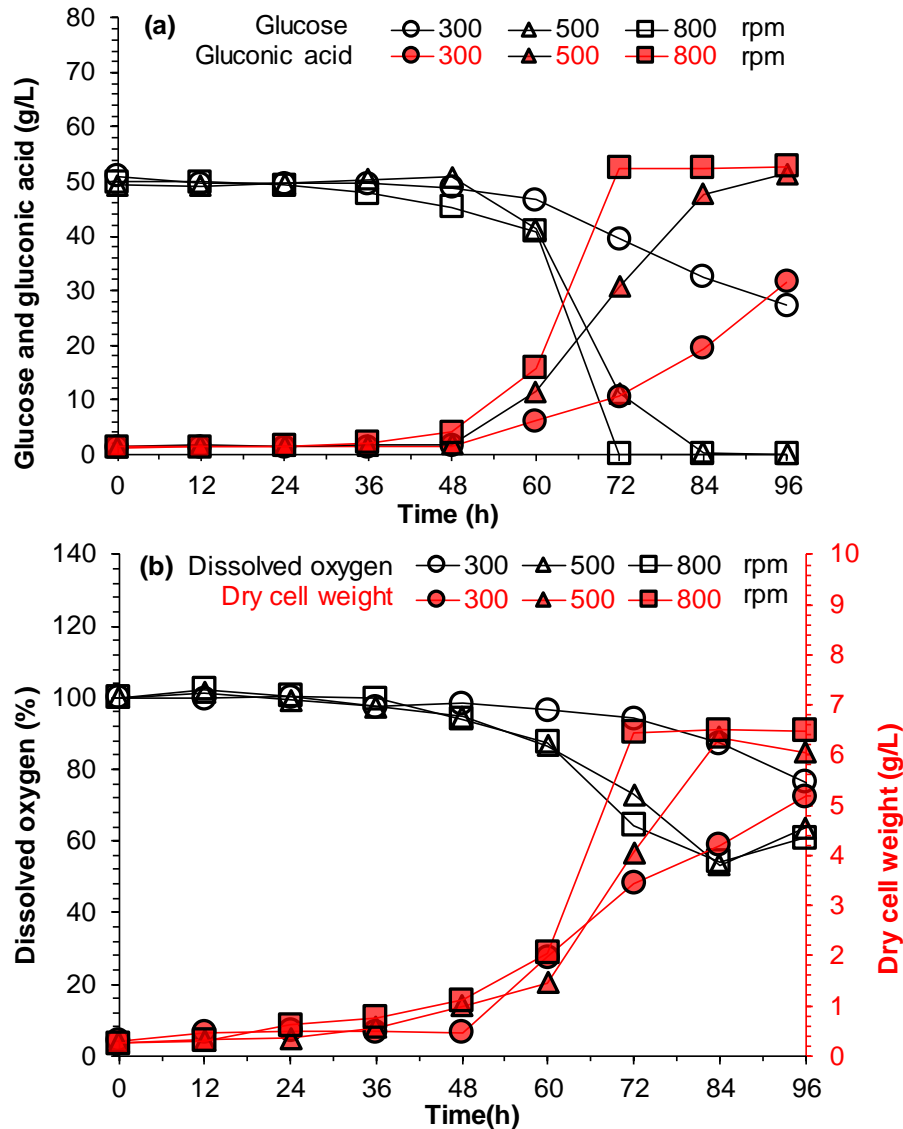 (a) Glucose 300 500 800 rpm
Gluconic acid 300 500 800 rpm
Glucose and gluconic acid (g/L)
80
70
60
50
40
30
20
10
0
0 12 24 36 48 60 72 84 96
Time (h)
(b) Dissolved oxygen 300 500 800 rpm
Dry cell weight 300 500 800 rpm
Dissolved oxygen (%)
140
120
100
80
60
40
20
0
10
9
8
7
6
5
4
3
2
1
0
Dry cell weight (g/L)
0 12 24 36 48 60 72 84 96
Time(h)